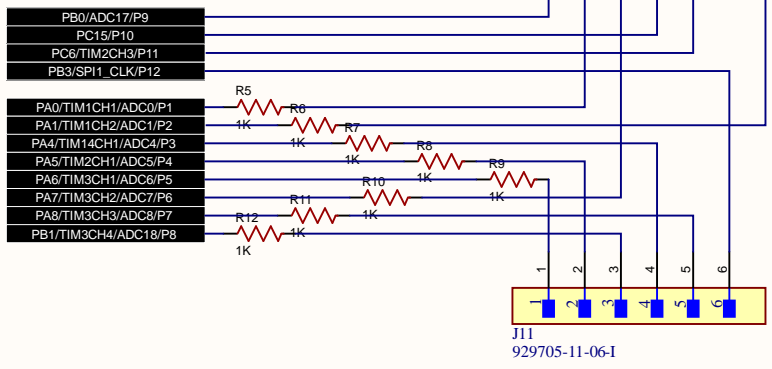 PB0/ADC17/P9
PC15/P10
PC6/TIM2CH3/P11
PB3/SPI1_CLK/P12
R5
PA0/TIM1CH1/ADC0/P1
R6
1K
PA1/TIM1CH2/ADC1/P2
R7
1K
PA4/TIM14CH1/ADC4/P3
R8
1K
PA5/TIM2CH1/ADC5/P4
R9
1K
PA6/TIM3CH1/ADC6/P5
R10
1K
PA7/TIM3CH2/ADC7/P6
R11
1K
PA8/TIM3CH3/ADC8/P7
R12
1K
PB1/TIM3CH4/ADC18/P8
1K
1 2 3 4 5 6
1 2 3 4 5 6
J11
929705-11-06-I